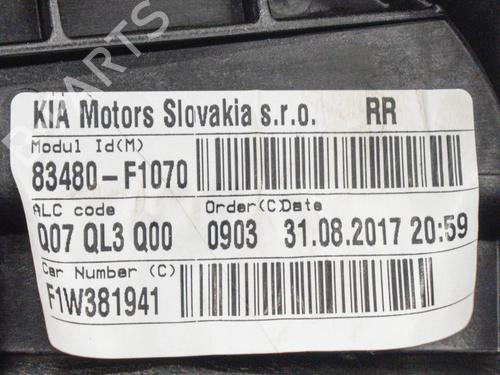 KIA Motors Slovakia s.r.o. RR
Modul Id(M)
83480-F1070
ALC code Order(C)Date
Q07 QL3 Q00 0903 31.08.2017 20:59
Car Number (C)
F1W381941